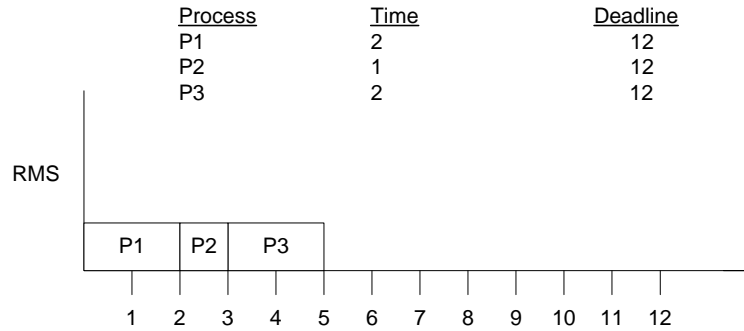 Process Time Deadline
P1 2 12
P2 1 12
P3 2 12
RMS
P1 P2 P3
1 2 3 4 5 6 7 8 9 10 11 12